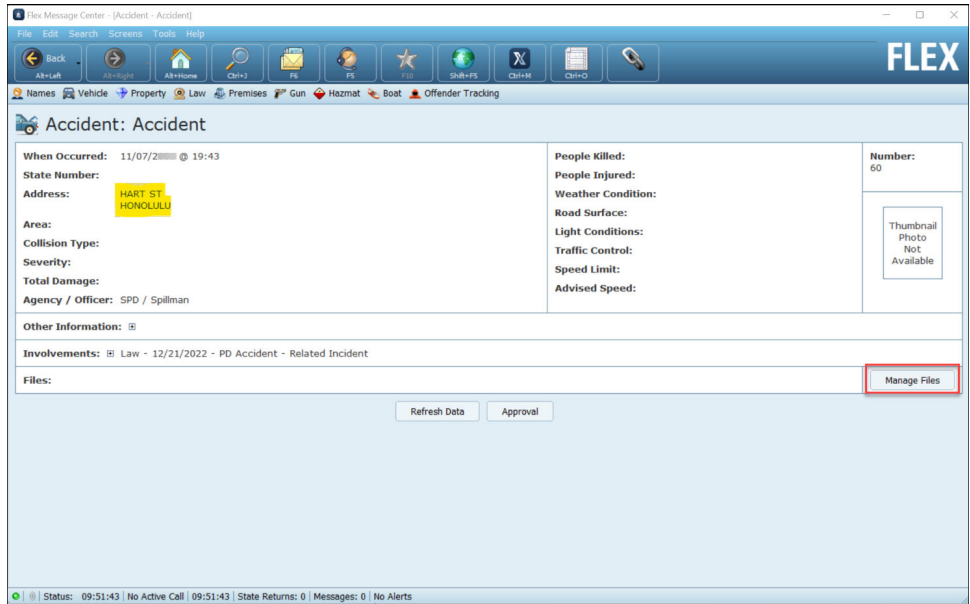 Flex Message Center - [Accident - Accident]
File Edit Search Screens Tools Help
Back
Alt+Left Alt+Right Alt+Home Ctrl+J F6 F5 F10 Shift+F5 Ctrl+M Ctrl+O
FLEX
Names Vehicle Property Law Premises Gun Hazmat Boat Offender Tracking
Accident: Accident
When Occurred: 11/07/2 @ 19:43
State Number:
Address: HART ST
HONOLULU
Area:
Collision Type:
Severity:
Total Damage:
Agency / Officer: SPD / Spillman
People Killed:
People Injured:
Weather Condition:
Road Surface:
Light Conditions:
Traffic Control:
Speed Limit:
Advised Speed:
Number:
60
Thumbnail
Photo
Not
Available
Other Information:
Involvements: Law - 12/21/2022 - PD Accident - Related Incident
Files:
Manage Files
Refresh Data Approval
Status: 09:51:43 No Active Call 09:51:43 State Returns: 0 Messages: 0 No Alerts